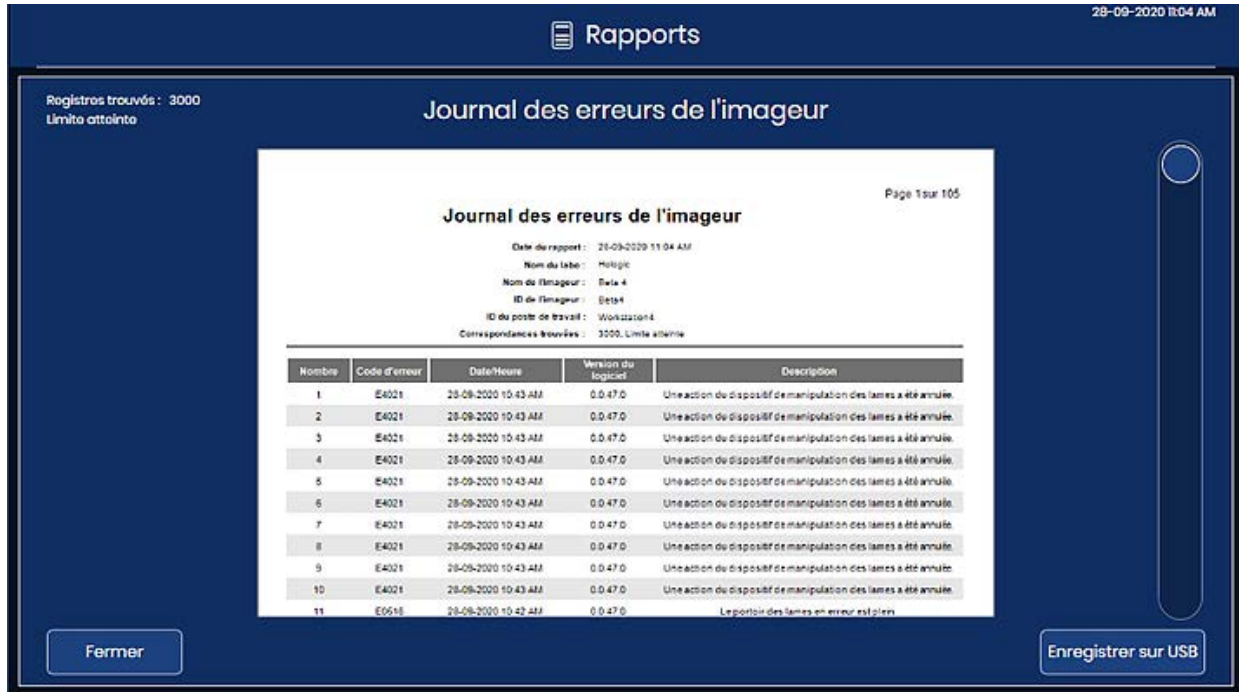 28-09-2020 11:04 AM
Rapports
Registres trouvés : 3000
Limite atteinte
Journal des erreurs de l'imageur
Page 1 sur 105
Journal des erreurs de l'imageur
Date du rapport : 28-09-2020 11:04 AM
Nom du labo : Hologic
Nom de l'imageur : Beta 4
ID de l'imageur : Beta4
ID du poste de travail : Workstation4
Correspondances trouvées : 3000, Limite atteinte
Nombre Code d'erreur Date/Heure Version du logiciel Description
1 E4021 28-09-2020 10:43 AM 0.0.47.0 Une action du dispositif de manipulation des lames a été annulée.
2 E4021 28-09-2020 10:43 AM 0.0.47.0 Une action du dispositif de manipulation des lames a été annulée.
3 E4021 28-09-2020 10:43 AM 0.0.47.0 Une action du dispositif de manipulation des lames a été annulée.
4 E4021 28-09-2020 10:43 AM 0.0.47.0 Une action du dispositif de manipulation des lames a été annulée.
5 E4021 28-09-2020 10:43 AM 0.0.47.0 Une action du dispositif de manipulation des lames a été annulée.
6 E4021 28-09-2020 10:43 AM 0.0.47.0 Une action du dispositif de manipulation des lames a été annulée.
7 E4021 28-09-2020 10:43 AM 0.0.47.0 Une action du dispositif de manipulation des lames a été annulée.
8 E4021 28-09-2020 10:43 AM 0.0.47.0 Une action du dispositif de manipulation des lames a été annulée.
9 E4021 28-09-2020 10:43 AM 0.0.47.0 Une action du dispositif de manipulation des lames a été annulée.
10 E4021 28-09-2020 10:43 AM 0.0.47.0 Une action du dispositif de manipulation des lames a été annulée.
11 E0616 28-09-2020 10:42 AM 0.0.47.0 Le portoir des lames en erreur est plein
Fermer
Enregistrer sur USB